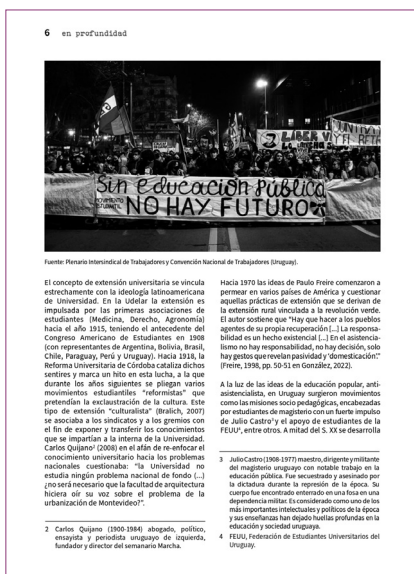 6 en profundidad
Sin educación Pública
MOVIMIENTO
ESTUDIANTIL
NO HAY FUTURO
Fuente: Plenario Intersindical de Trabajadores y Convención Nacional de Trabajadores (Uruguay).
El concepto de extensión universitaria se vincula
estrechamente con la ideología latinoamericana
de Universidad. En la Udelar la extensión es
impulsada por las primeras asociaciones de
estudiantes (Medicina, Derecho, Agronomía)
hacia el año 1915, teniendo el antecedente del
Congreso Americano de Estudiantes en 1908
(con representantes de Argentina, Bolivia, Brasil,
Chile, Paraguay, Perú y Uruguay). Hacia 1918, la
Reforma Universitaria de Córdoba cataliza dichos
sentires y marca un hito en esta lucha, a la que
durante los años siguientes se pliegan varios
movimientos estudiantiles "reformistas" que
pretendían la exclaustración de la cultura. Este
tipo de extensión "culturalista" (Bralich, 2007)
se asociaba a los sindicatos y a los gremios con
el fin de exponer y transmitir los conocimientos
que se impartían a la interna de la Universidad.
Carlos Quijano² (2008) en el afán de re-enfocar el
conocimiento universitario hacia los problemas
nacionales cuestionaba: "la Universidad no
estudia ningún problema nacional de fondo (...)
¿no será necesario que la facultad de arquitectura
hiciera oír su voz sobre el problema de la
urbanización de Montevideo?".
2 Carlos Quijano (1900-1984) abogado, político,
ensayista y periodista uruguayo de izquierda,
fundador y director del semanario Marcha.
Hacia 1970 las ideas de Paulo Freire comenzaron a
permear en varios países de América y cuestionar
aquellas prácticas de extensión que se derivan de
la extensión rural vinculada a la revolución verde.
El autor sostiene que "Hay que hacer a los pueblos
agentes de su propia recuperación [...] La responsa-
bilidad es un hecho existencial [...] En el asistencia-
lismo no hay responsabilidad, no hay decisión, solo
hay gestos que revelan pasividad y 'domesticación'."
(Freire, 1998, pp. 50-51 en González, 2022).
A la luz de las ideas de la educación popular, anti-
asistencialista, en Uruguay surgieron movimientos
como las misiones socio pedagógicas, encabezadas
por estudiantes de magisterio con un fuerte impulso
de Julio Castro³ y el apoyo de estudiantes de la
FEUU⁴, entre otros. A mitad del S. XX se desarrolla
3 Julio Castro (1908-1977) maestro, dirigente y militante
del magisterio uruguayo con notable trabajo en la
educación pública. Fue secuestrado y asesinado por
la dictadura durante la represión de la época. Su
cuerpo fue encontrado enterrado en una fosa en una
dependencia militar. Es considerado como uno de los
más importantes intelectuales y políticos de la época
y sus enseñanzas han dejado huellas profundas en la
educación y sociedad uruguaya.
4 FEUU, Federación de Estudiantes Universitarios del
Uruguay.